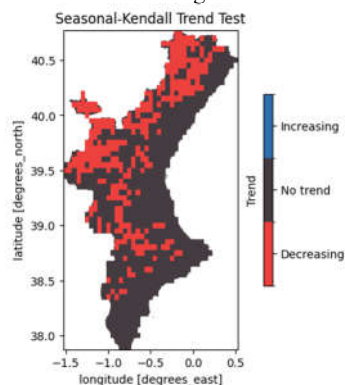 Seasonal-Kendall Trend Test
40.5
40.0
39.5
39.0
38.5
38.0
latitude [degrees_north]
−1.5 −1.0 −0.5 0.0 0.5
longitude [degrees_east]
Trend
Increasing
No trend
Decreasing